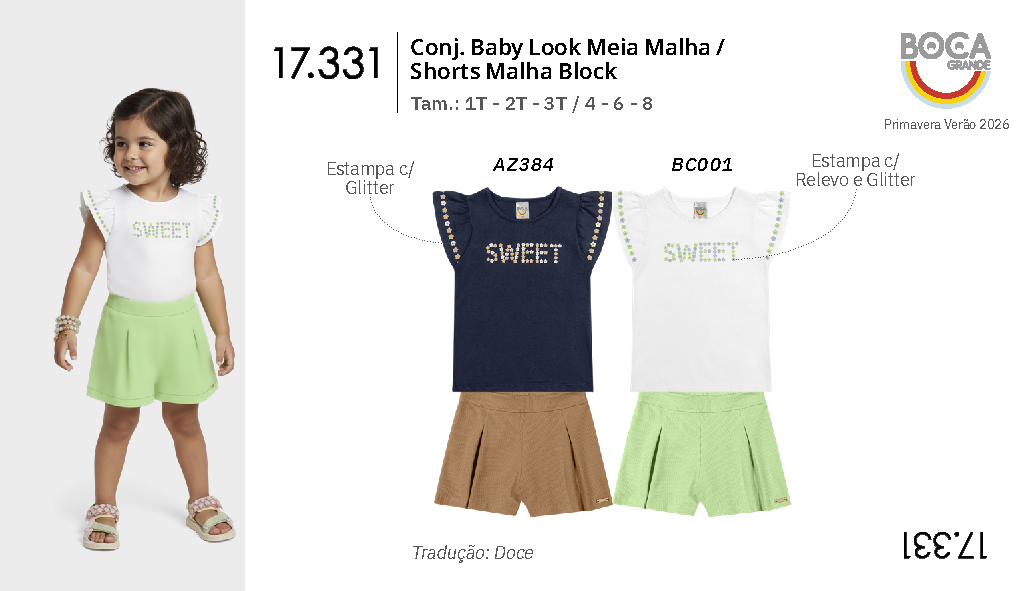 17.331
Conj. Baby Look Meia Malha /
Shorts Malha Block
Tam.: 1T - 2T - 3T / 4 - 6 - 8
BOCA
GRANDE
Primavera Verão 2026
Estampa c/
Glitter
AZ384
BC001
Estampa c/
Relevo e Glitter
SWEET
SWEET
SWEET
Tradução: Doce
17.331